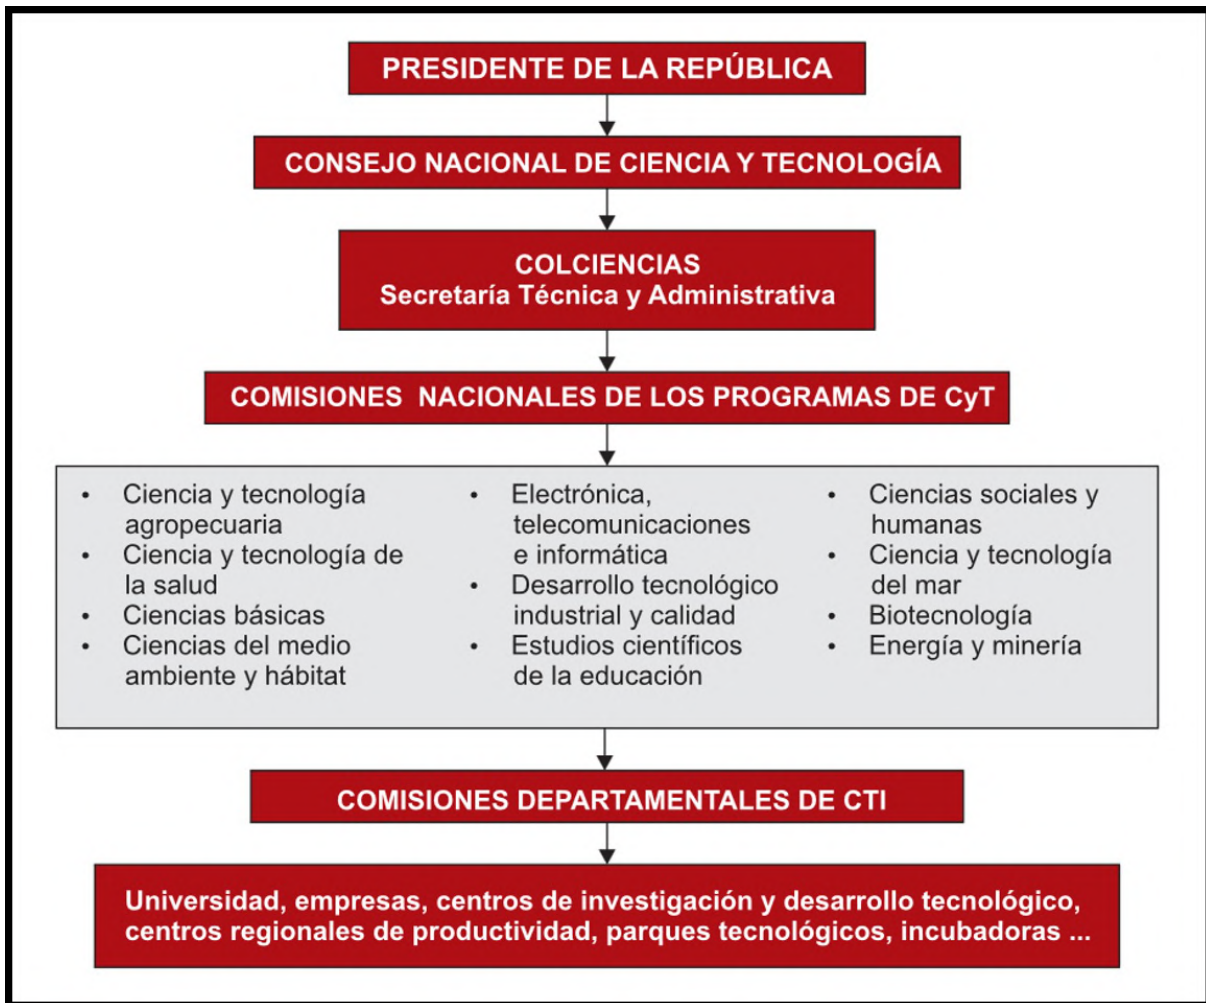 PRESIDENTE DE LA REPÚBLICA
CONSEJO NACIONAL DE CIENCIA Y TECNOLOGÍA
COLCIENCIAS
Secretaría Técnica y Administrativa
COMISIONES NACIONALES DE LOS PROGRAMAS DE CyT
• Ciencia y tecnología
agropecuaria
• Ciencia y tecnología de
la salud
• Ciencias básicas
• Ciencias del medio
ambiente y hábitat
• Electrónica,
telecomunicaciones
e informática
• Desarrollo tecnológico
industrial y calidad
• Estudios científicos
de la educación
• Ciencias sociales y
humanas
• Ciencia y tecnología
del mar
• Biotecnología
• Energía y minería
COMISIONES DEPARTAMENTALES DE CTI
Universidad, empresas, centros de investigación y desarrollo tecnológico,
centros regionales de productividad, parques tecnológicos, incubadoras ...